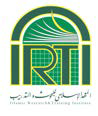 IRTI
المعهد الإسلامي للبحوث والتدريب
Islamic Research & Training Institute